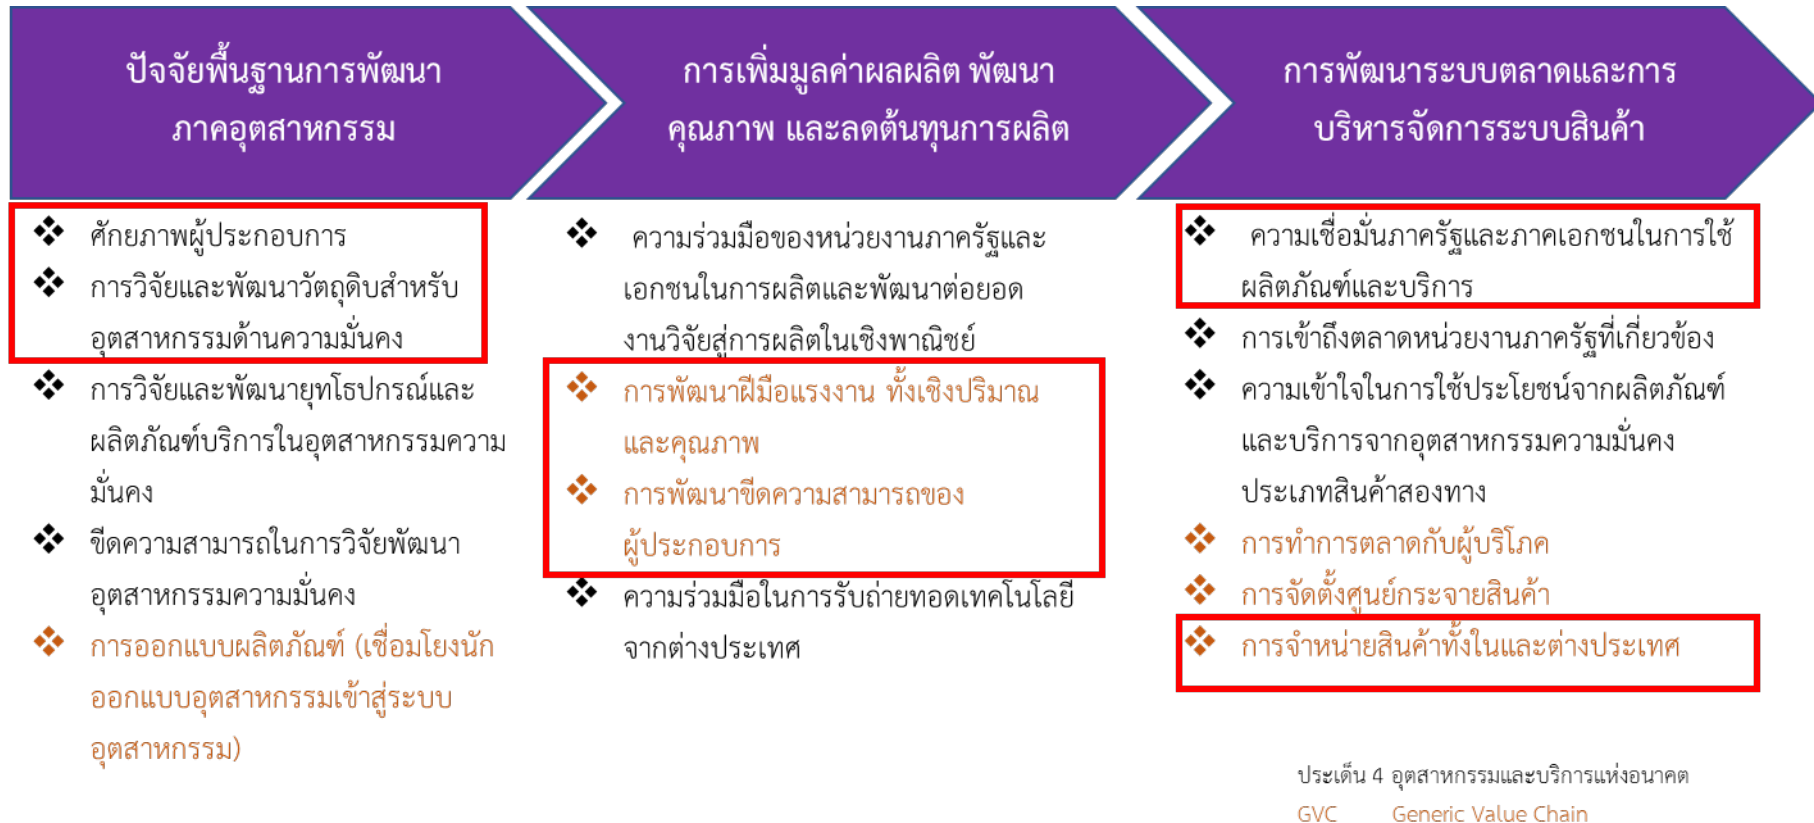 ปัจจัยพื้นฐานการพัฒนา
ภาคอุตสาหกรรม
การเพิ่มมูลค่าผลผลิต พัฒนา
คุณภาพ และลดต้นทุนการผลิต
การพัฒนาระบบตลาดและการ
บริหารจัดการระบบสินค้า
❖ ศักยภาพผู้ประกอบการ
❖ การวิจัยและพัฒนาวัตถุดิบสำหรับ
อุตสาหกรรมด้านความมั่นคง
❖ การวิจัยและพัฒนายุทโธปกรณ์และ
ผลิตภัณฑ์บริการในอุตสาหกรรมความ
มั่นคง
❖ ขีดความสามารถในการวิจัยพัฒนา
อุตสาหกรรมความมั่นคง
❖ การออกแบบผลิตภัณฑ์ (เชื่อมโยงนัก
ออกแบบอุตสาหกรรมเข้าสู่ระบบ
อุตสาหกรรม)
❖ ความร่วมมือของหน่วยงานภาครัฐและ
เอกชนในการผลิตและพัฒนาต่อยอด
งานวิจัยสู่การผลิตในเชิงพาณิชย์
❖ การพัฒนาฝีมือแรงงาน ทั้งเชิงปริมาณ
และคุณภาพ
❖ การพัฒนาขีดความสามารถของ
ผู้ประกอบการ
❖ ความร่วมมือในการรับถ่ายทอดเทคโนโลยี
จากต่างประเทศ
❖ ความเชื่อมั่นภาครัฐและภาคเอกชนในการใช้
ผลิตภัณฑ์และบริการ
❖ การเข้าถึงตลาดหน่วยงานภาครัฐที่เกี่ยวข้อง
❖ ความเข้าใจในการใช้ประโยชน์จากผลิตภัณฑ์
และบริการจากอุตสาหกรรมความมั่นคง
ประเภทสินค้าสองทาง
❖ การทำการตลาดกับผู้บริโภค
❖ การจัดตั้งศูนย์กระจายสินค้า
❖ การจำหน่ายสินค้าทั้งในและต่างประเทศ
ประเด็น 4 อุตสาหกรรมและบริการแห่งอนาคต
GVC Generic Value Chain